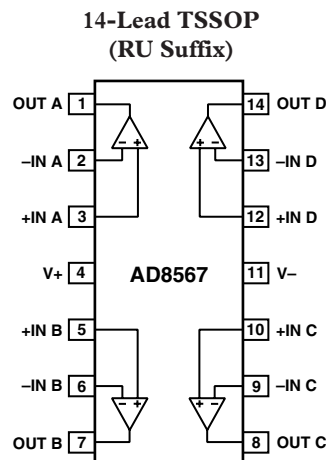 14-Lead TSSOP
(RU Suffix)
OUT A 1 14 OUT D
–IN A 2 – + + – 13 –IN D
+IN A 3 12 +IN D
V+ 4 AD8567 11 V–
+IN B 5 10 +IN C
–IN B 6 – + + – 9 –IN C
OUT B 7 8 OUT C